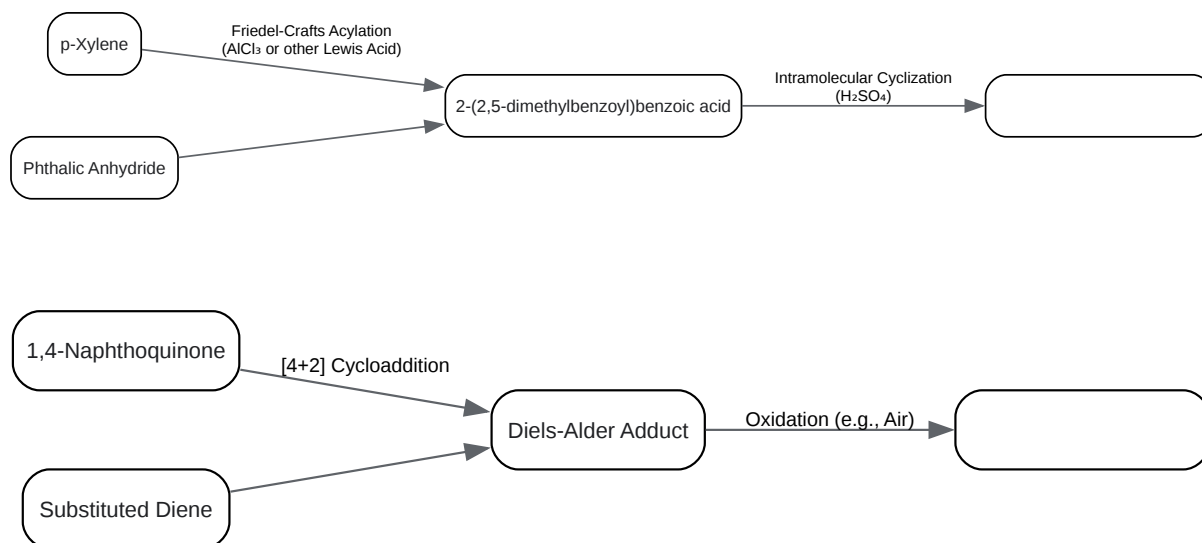 p-Xylene
Friedel-Crafts Acylation
(AlCl₃ or other Lewis Acid)
2-(2,5-dimethylbenzoyl)benzoic acid
Intramolecular Cyclization
(H₂SO₄)
Phthalic Anhydride
1,4-Naphthoquinone
[4+2] Cycloaddition
Diels-Alder Adduct
Oxidation (e.g., Air)
Substituted Diene